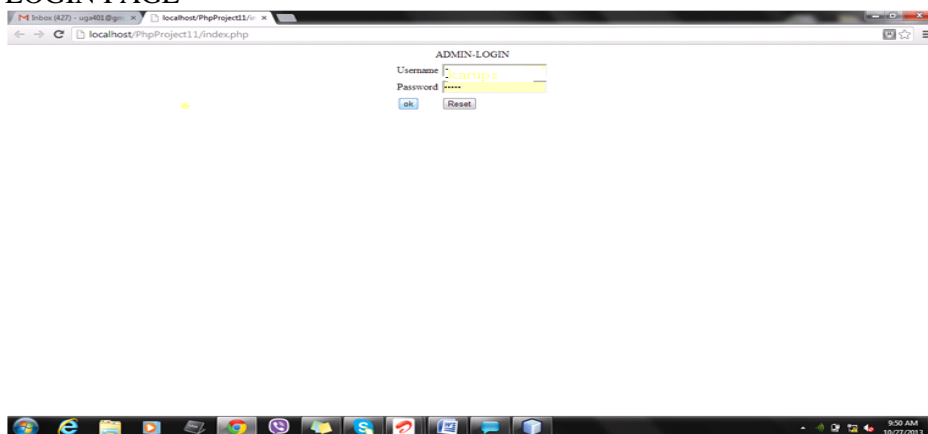 LOGIN PAGE
Inbox (427) - uga401@gm
localhost/PhpProject11/in
localhost/PhpProject11/index.php
ADMIN-LOGIN
Username
Password •••••
ok Reset
9:50 AM
10/27/2013